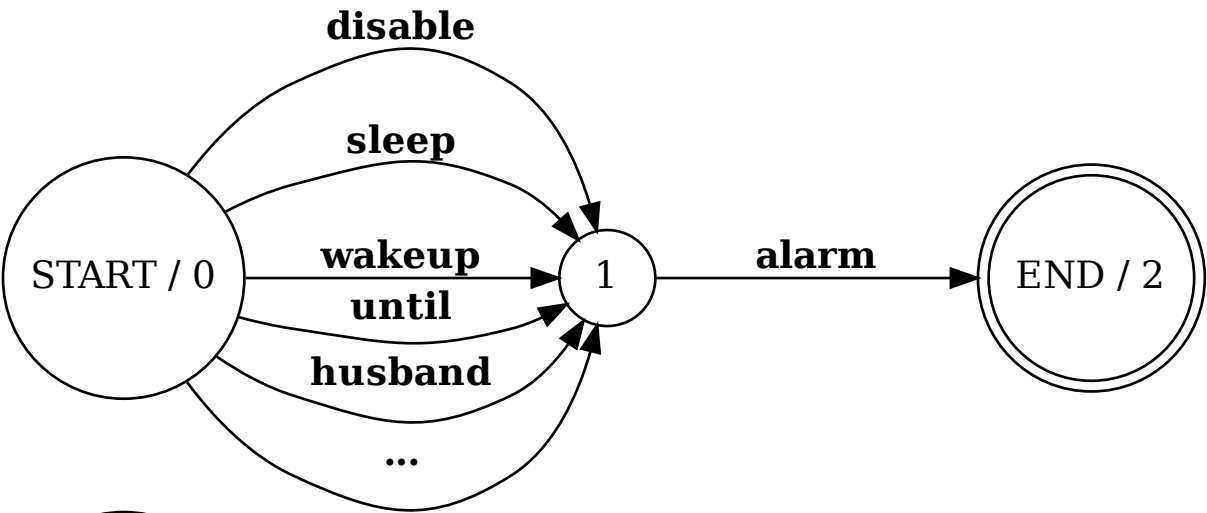 disable
sleep
wakeup
alarm
START / 0
1
END / 2
until
husband
...